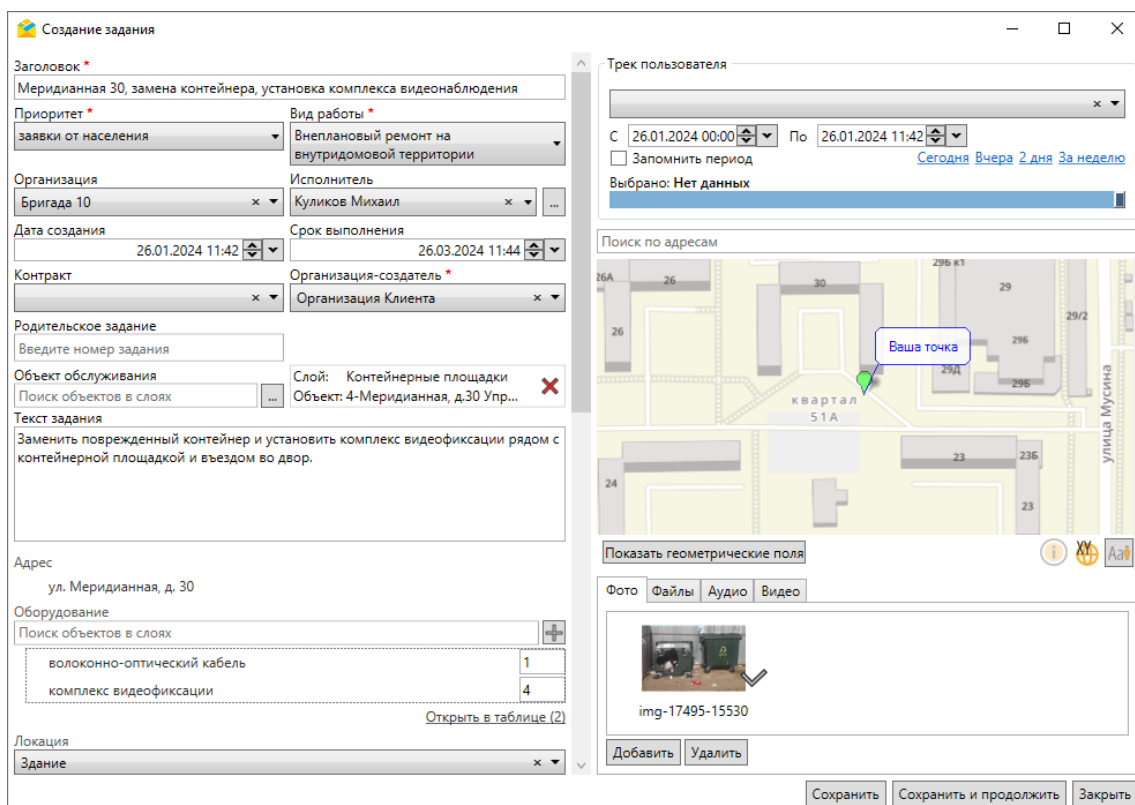 Создание задания
Заголовок *
Меридианная 30, замена контейнера, установка комплекса видеонаблюдения
Приоритет * Вид работы *
заявки от населения Внеплановый ремонт на внутридомовой территории
Организация Исполнитель
Бригада 10 Куликов Михаил ...
Дата создания Срок выполнения
26.01.2024 11:42 26.03.2024 11:44
Контракт Организация-создатель *
Организация Клиента
Родительское задание
Введите номер задания
Объект обслуживания Слой: Контейнерные площадки
Поиск объектов в слоях ... Объект: 4-Меридианная, д.30 Упр...
Текст задания
Заменить поврежденный контейнер и установить комплекс видеофиксации рядом с
контейнерной площадкой и въездом во двор.
Адрес
ул. Меридианная, д. 30
Оборудование
Поиск объектов в слоях
волоконно-оптический кабель 1
комплекс видеофиксации 4
Открыть в таблице (2)
Локация
Здание
Трек пользователя
С 26.01.2024 00:00 По 26.01.2024 11:42
Запомнить период Сегодня Вчера 2 дня За неделю
Выбрано: Нет данных
Поиск по адресам
29Б к1
26А 26 30 29
29/2
26 29Б
Ваша точка
29Д 29Б
квартал
51А
улица Мусина
23 23Б
24
23
Показать геометрические поля XY Aa
Фото Файлы Аудио Видео
img-17495-15530
Добавить Удалить
Сохранить Сохранить и продолжить Закрыть